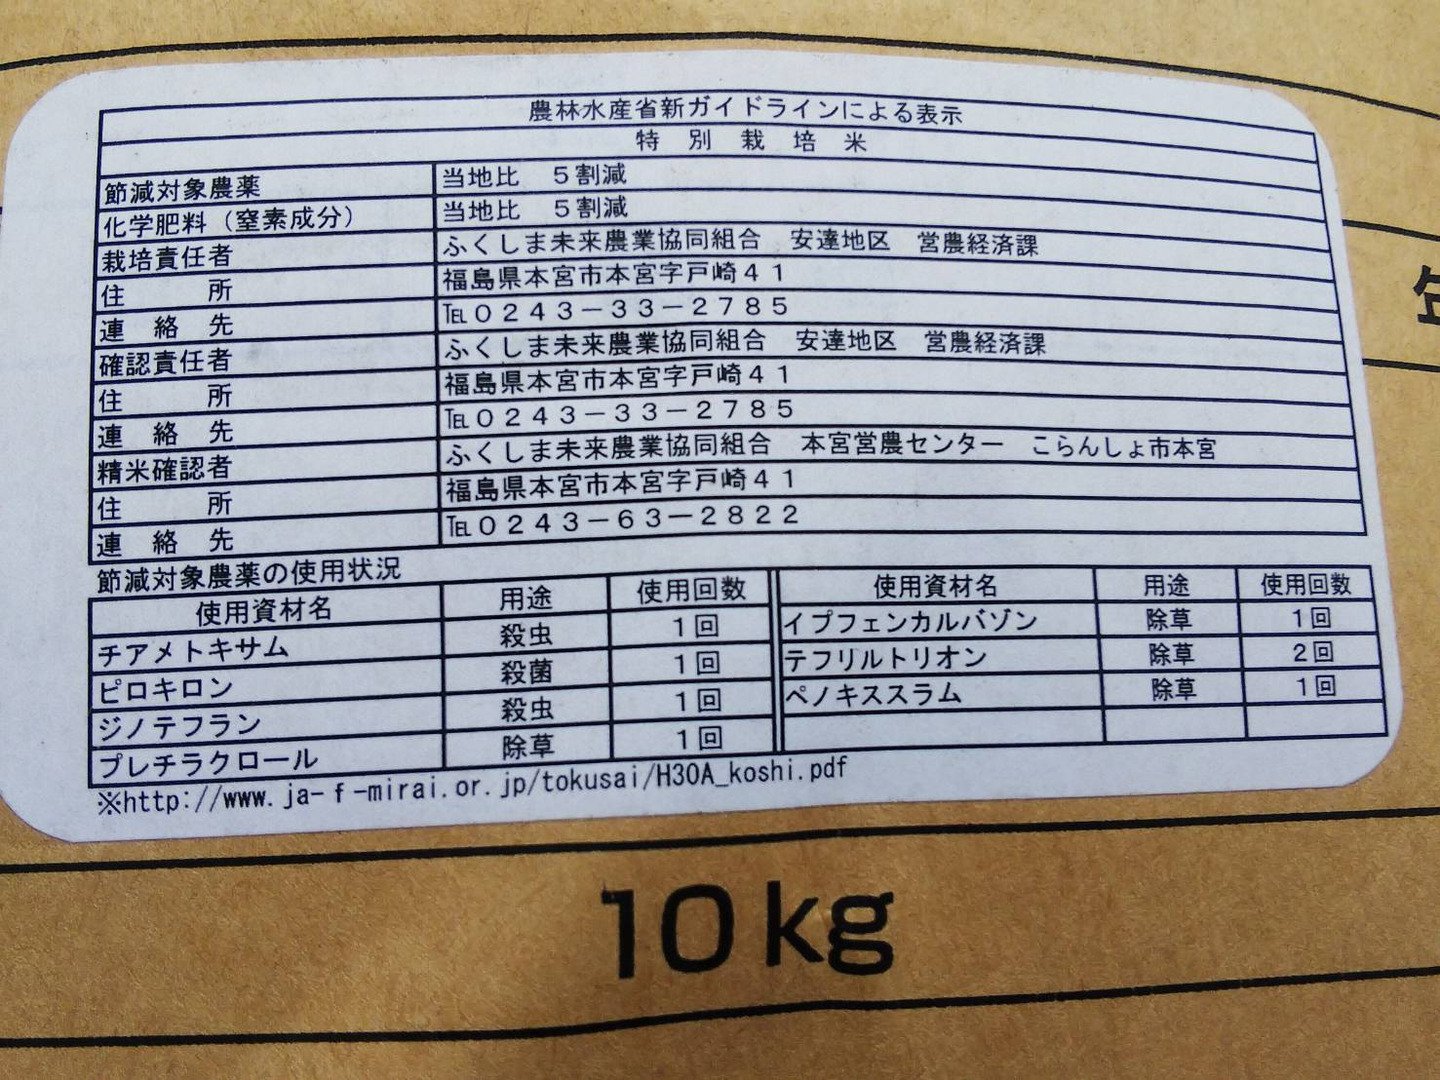 農林水産省新ガイドラインによる表示
特別栽培米
節減対象農薬 当地比 5割減
化学肥料（窒素成分） 当地比 5割減
栽培責任者 ふくしま未来農業協同組合 安達地区 営農経済課
住所 福島県本宮市本宮字戸崎41
連絡先 ℡0243－33－2785
確認責任者 ふくしま未来農業協同組合 安達地区 営農経済課
住所 福島県本宮市本宮字戸崎41
連絡先 ℡0243－33－2785
精米確認者 ふくしま未来農業協同組合 本宮営農センター こらんしょ市本宮
住所 福島県本宮市本宮字戸崎41
連絡先 ℡0243－63－2822
節減対象農薬の使用状況
使用資材名 用途 使用回数 使用資材名 用途 使用回数
チアメトキサム 殺虫 1回 イプフェンカルバゾン 除草 1回
ピロキロン 殺菌 1回 テフリルトリオン 除草 2回
ジノテフラン 殺虫 1回 ペノキススラム 除草 1回
プレチラクロール 除草 1回
※http://www.ja-f-mirai.or.jp/tokusai/H30A_koshi.pdf
10kg